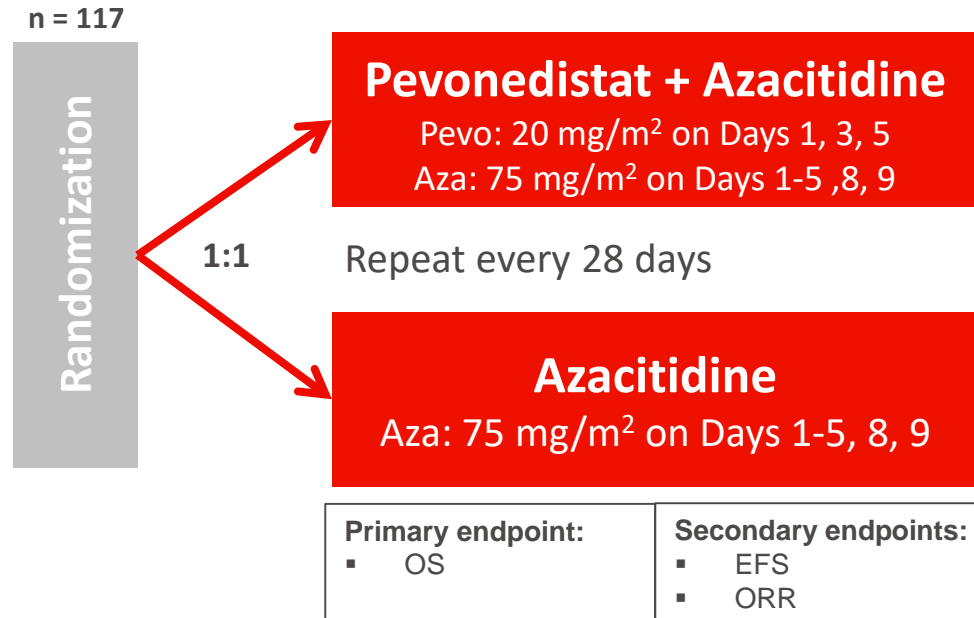 n = 117
Randomization
1:1
Pevonedistat + Azacitidine
Pevo: 20 mg/m² on Days 1, 3, 5
Aza: 75 mg/m² on Days 1-5 ,8, 9
Repeat every 28 days
Azacitidine
Aza: 75 mg/m² on Days 1-5, 8, 9
Primary endpoint:
▪ OS
Secondary endpoints:
▪ EFS
▪ ORR